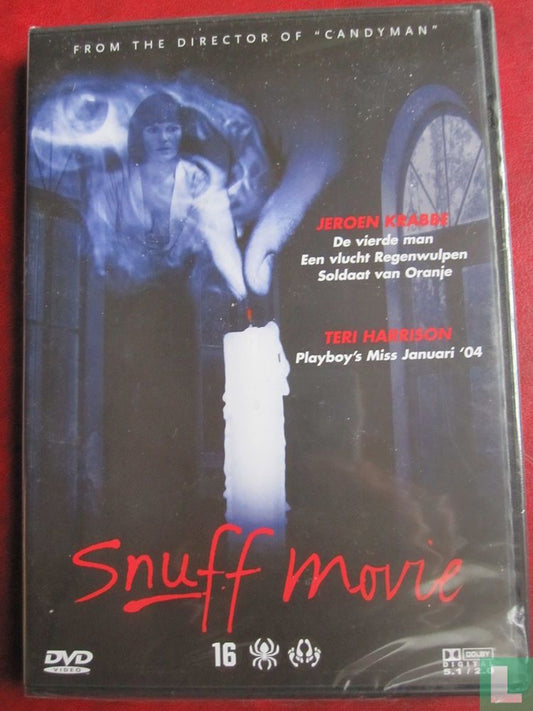 FROM THE DIRECTOR OF "CANDYMAN"
JEROEN KRABBÉ
De vierde man
Een vlucht Regenwulpen
Soldaat van Oranje
TERI HARRISON
Playboy's Miss Januari '04
Snuff Movie
DVD
VIDEO
16
DOLBY
DIGITAL
5.1 / 2.0
L